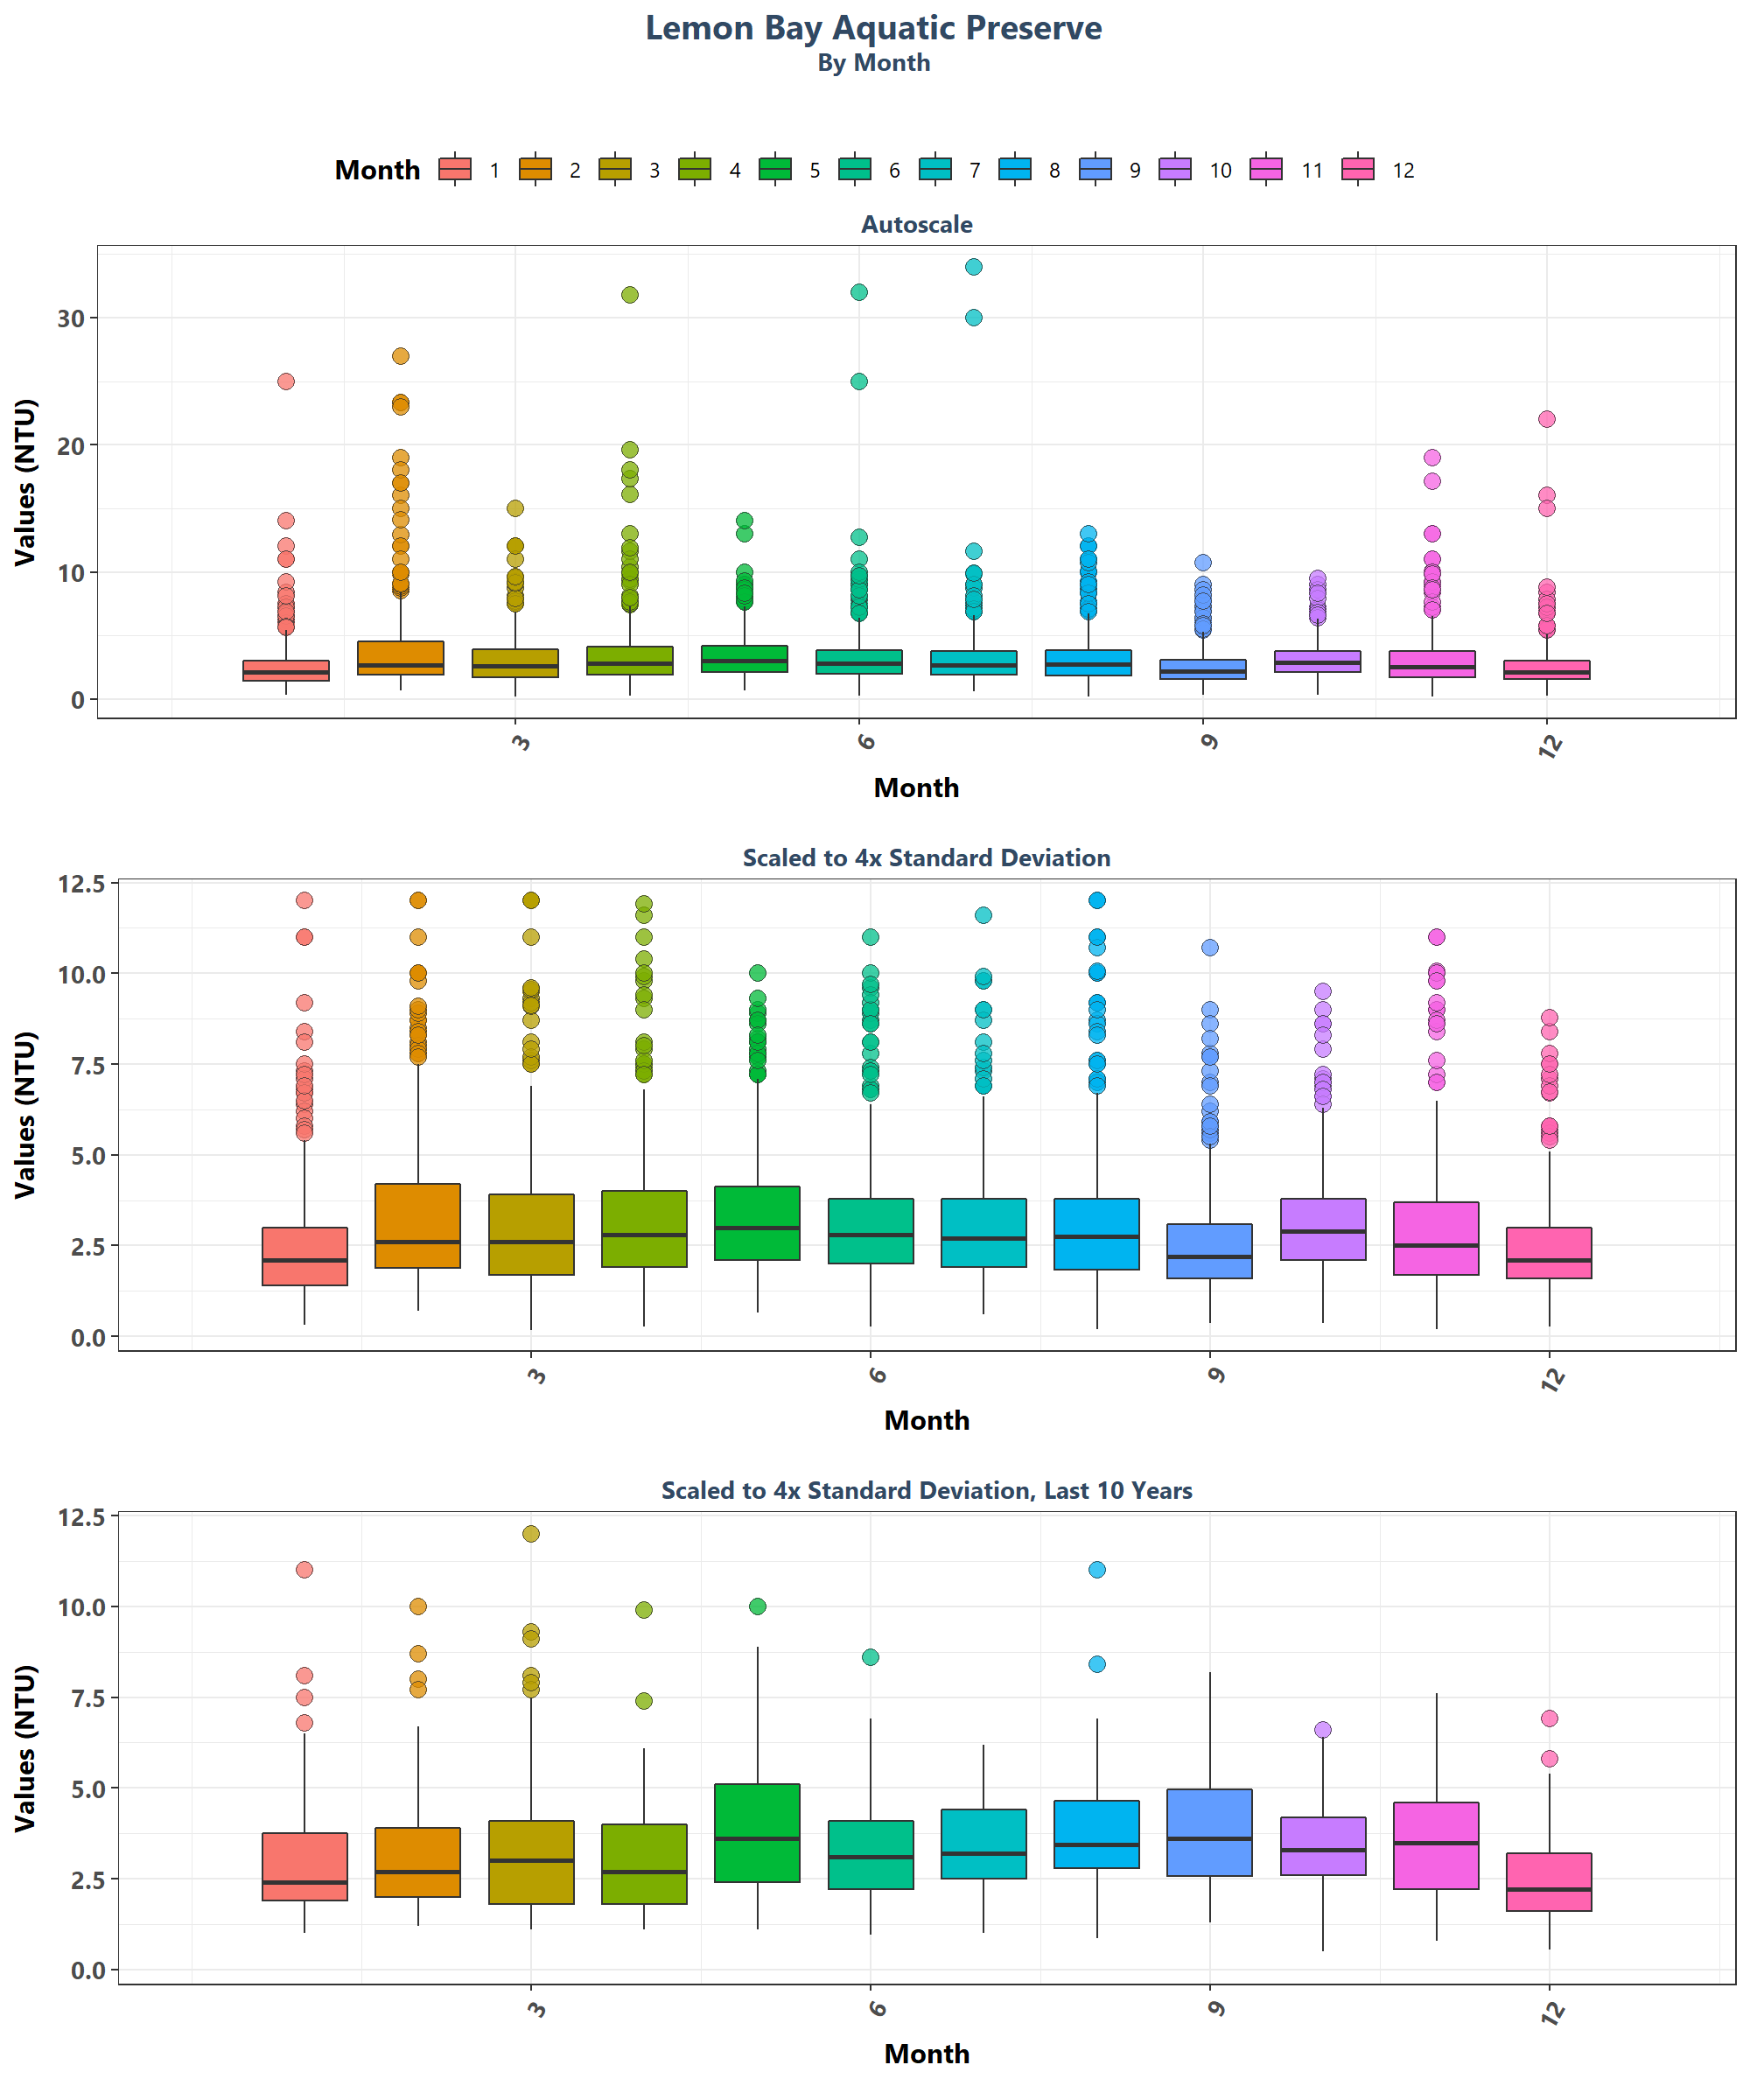 Lemon Bay Aquatic Preserve
By Month
Month 1 2 3 4 5 6 7 8 9 10 11 12
Autoscale
Values (NTU)
30
20
10
0
3 6 9 12
Month
Scaled to 4x Standard Deviation
Values (NTU)
12.5
10.0
7.5
5.0
2.5
0.0
3 6 9 12
Month
Scaled to 4x Standard Deviation, Last 10 Years
Values (NTU)
12.5
10.0
7.5
5.0
2.5
0.0
3 6 9 12
Month